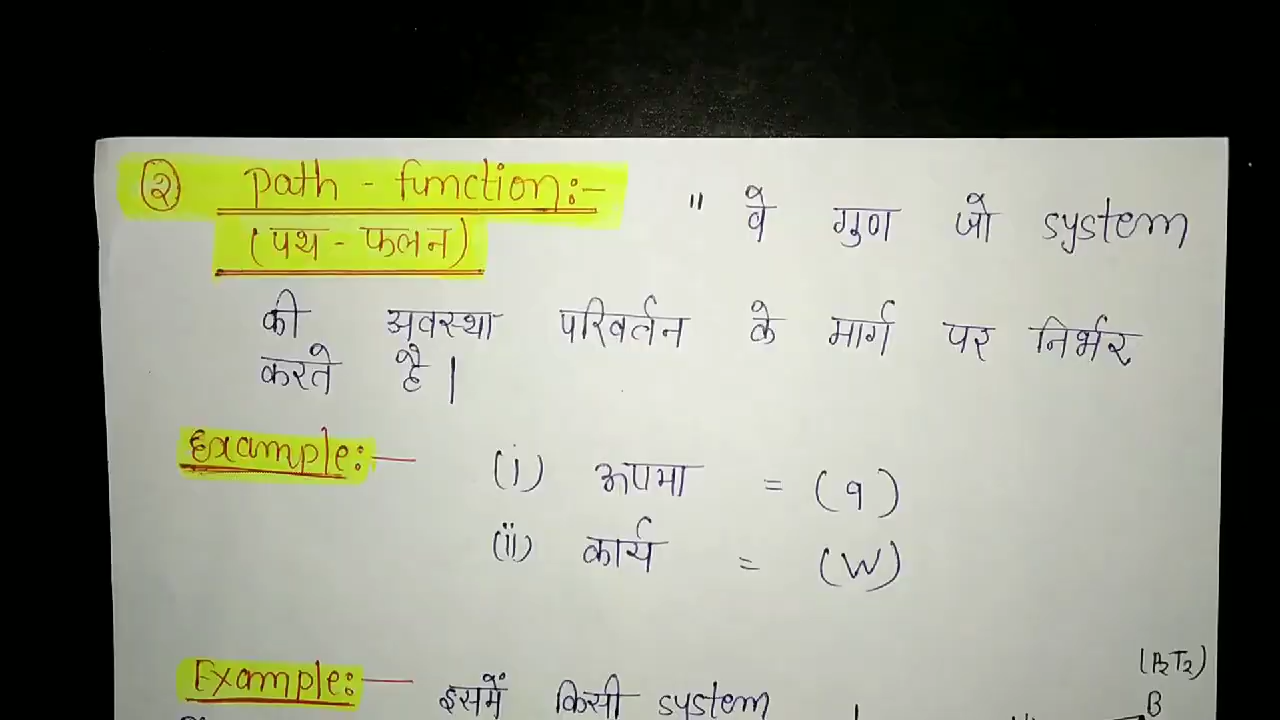 ② Path - function:- " वे गुण जो system
(पथ - फलन)
की अवस्था परिवर्तन के मार्ग पर निर्भर
करते है।
Example:-
(i) ऊष्मा = (q)
(ii) कार्य = (W)
(P₂T₂)
Example:- इसमें किसी system
B